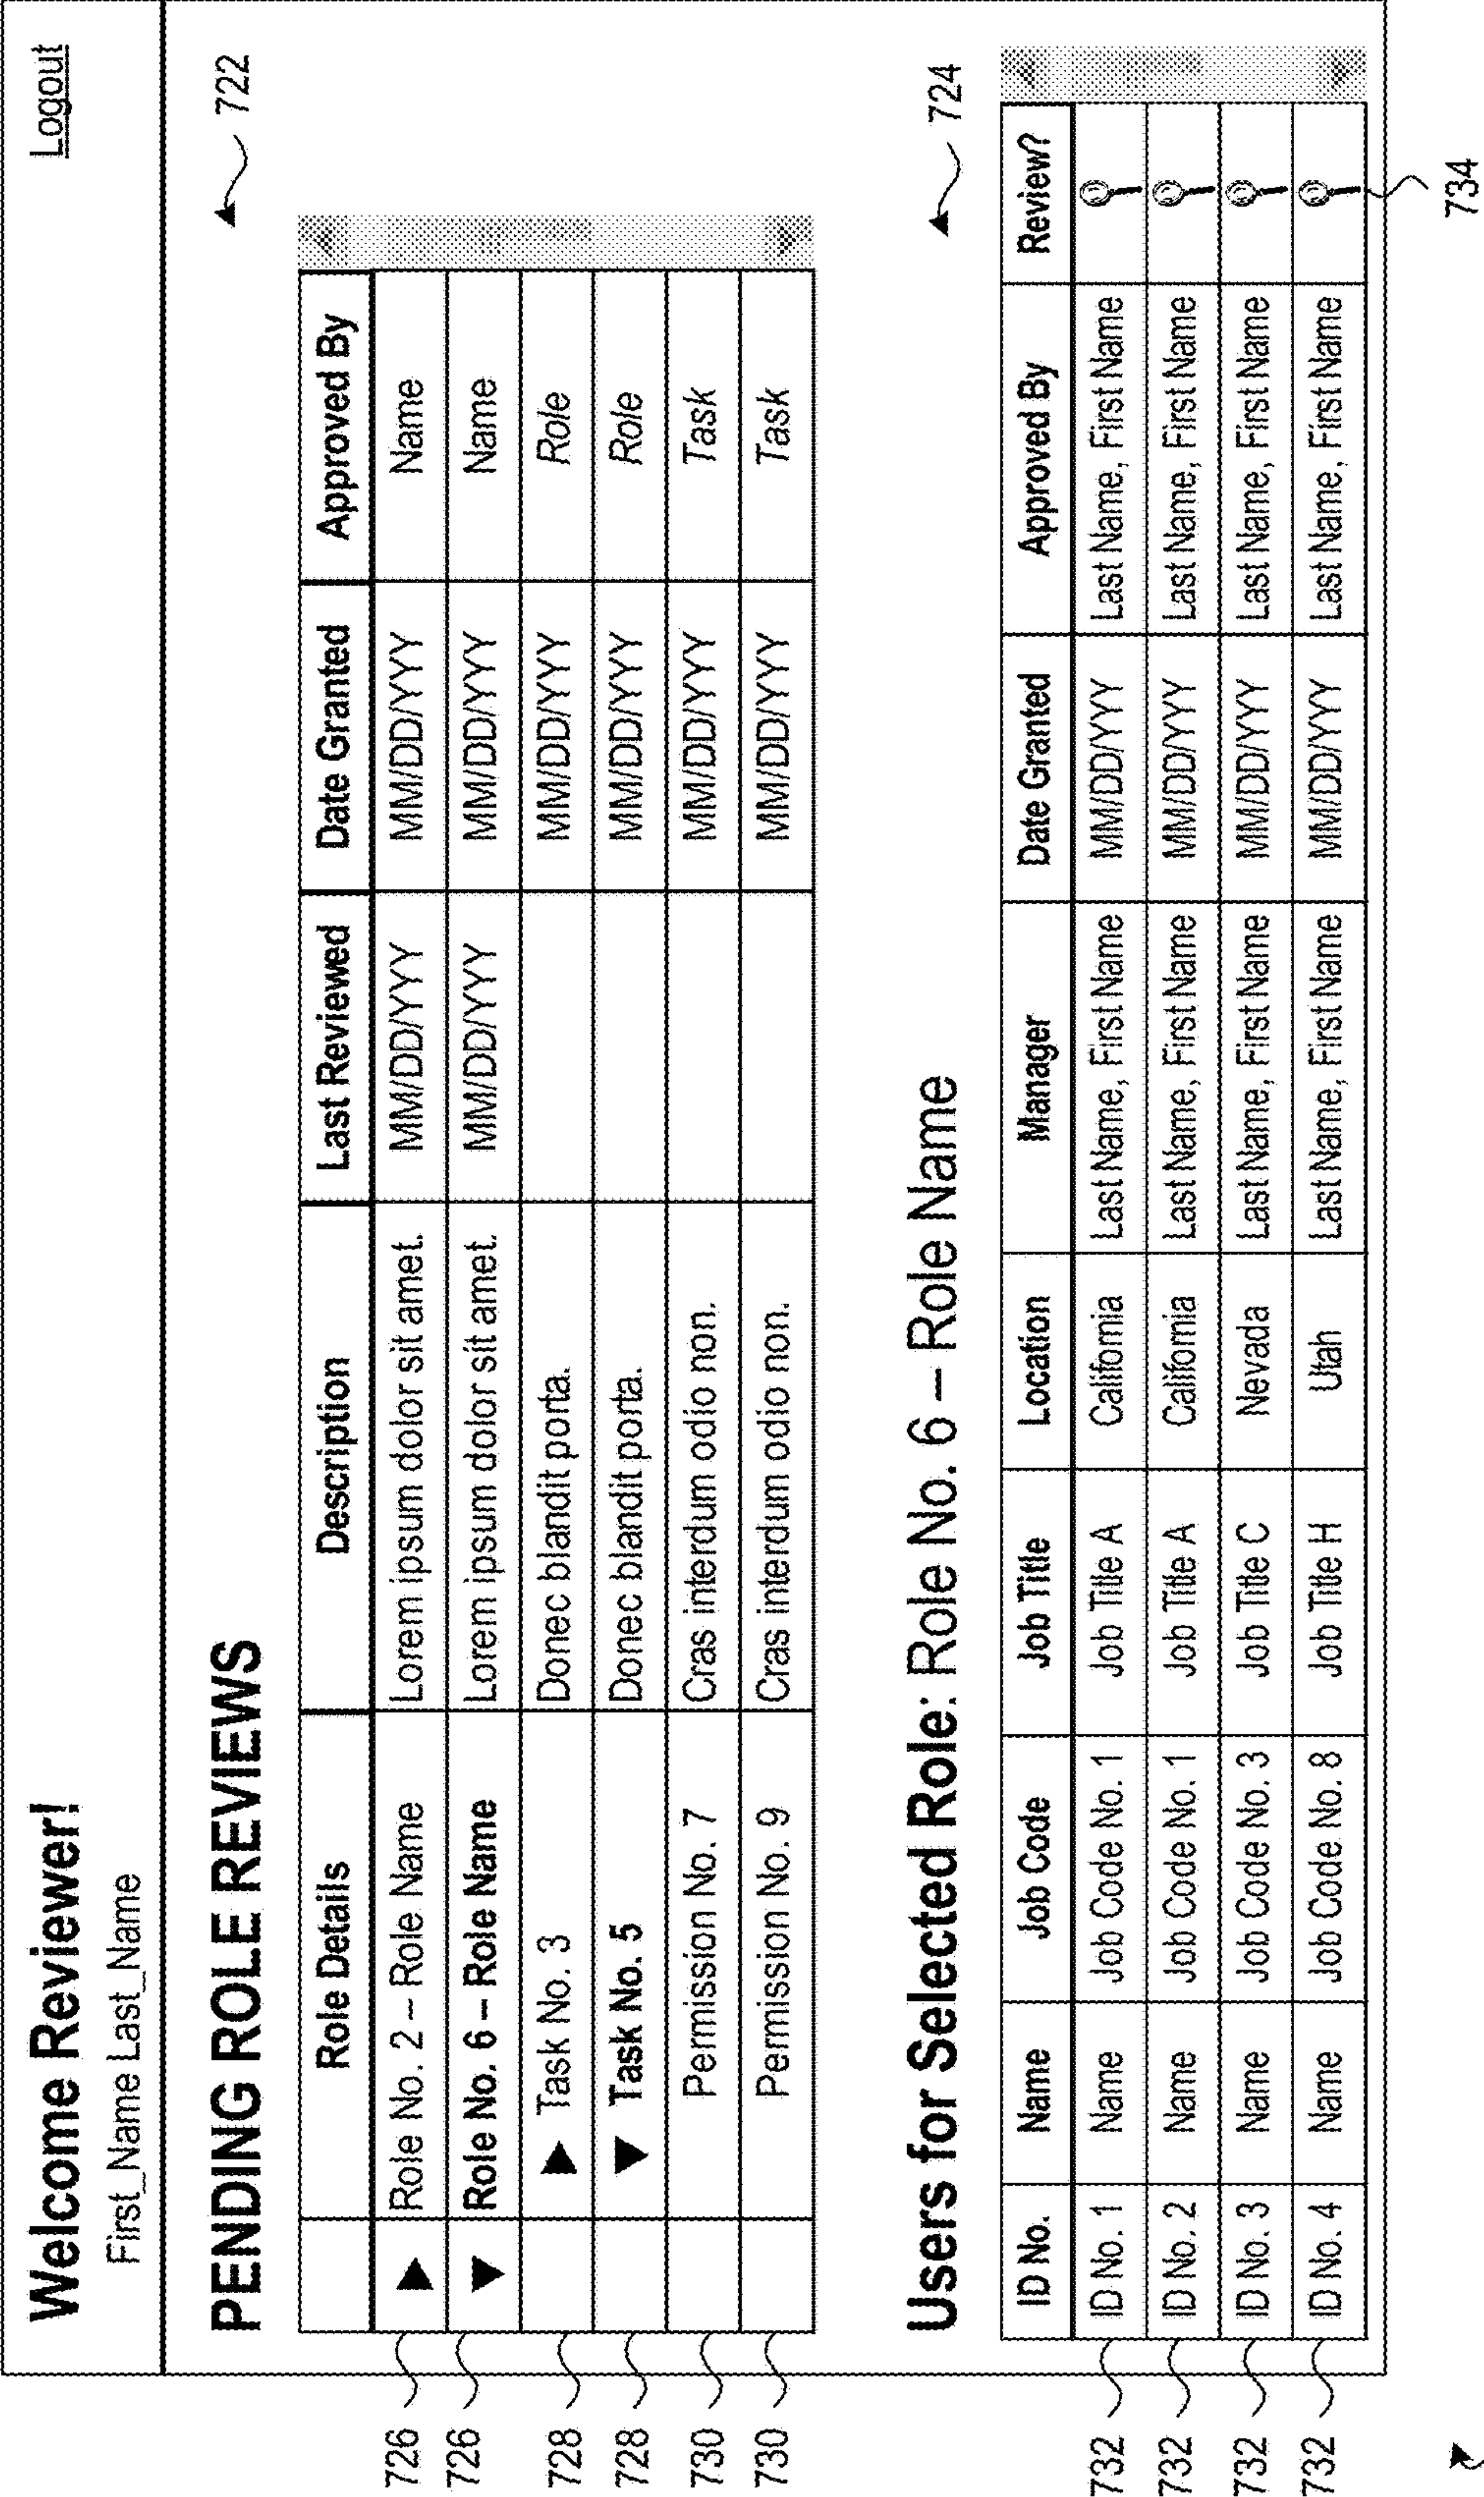 Welcome Reviewer! Logout
First_Name Last_Name
PENDING ROLE REVIEWS 722
Role Details Description Last Reviewed Date Granted Approved By
726 Role No. 2 – Role Name Lorem ipsum dolor sit amet. MM/DD/YYY MM/DD/YYY Name
726 Role No. 6 – Role Name Lorem ipsum dolor sit amet. MM/DD/YYY MM/DD/YYY Name
728 Task No. 3 Donec blandit porta. MM/DD/YYY Role
728 Task No. 5 Donec blandit porta. MM/DD/YYY Role
730 Permission No. 7 Cras interdum odio non. MM/DD/YYY Task
730 Permission No. 9 Cras interdum odio non. MM/DD/YYY Task
Users for Selected Role: Role No. 6 – Role Name 724
ID No. Name Job Code Job Title Location Manager Date Granted Approved By Review?
732 ID No. 1 Name Job Code No. 1 Job Title A California Last Name, First Name MM/DD/YYY Last Name, First Name
732 ID No. 2 Name Job Code No. 1 Job Title A California Last Name, First Name MM/DD/YYY Last Name, First Name
732 ID No. 3 Name Job Code No. 3 Job Title C Nevada Last Name, First Name MM/DD/YYY Last Name, First Name
732 ID No. 4 Name Job Code No. 8 Job Title H Utah Last Name, First Name MM/DD/YYY Last Name, First Name
734